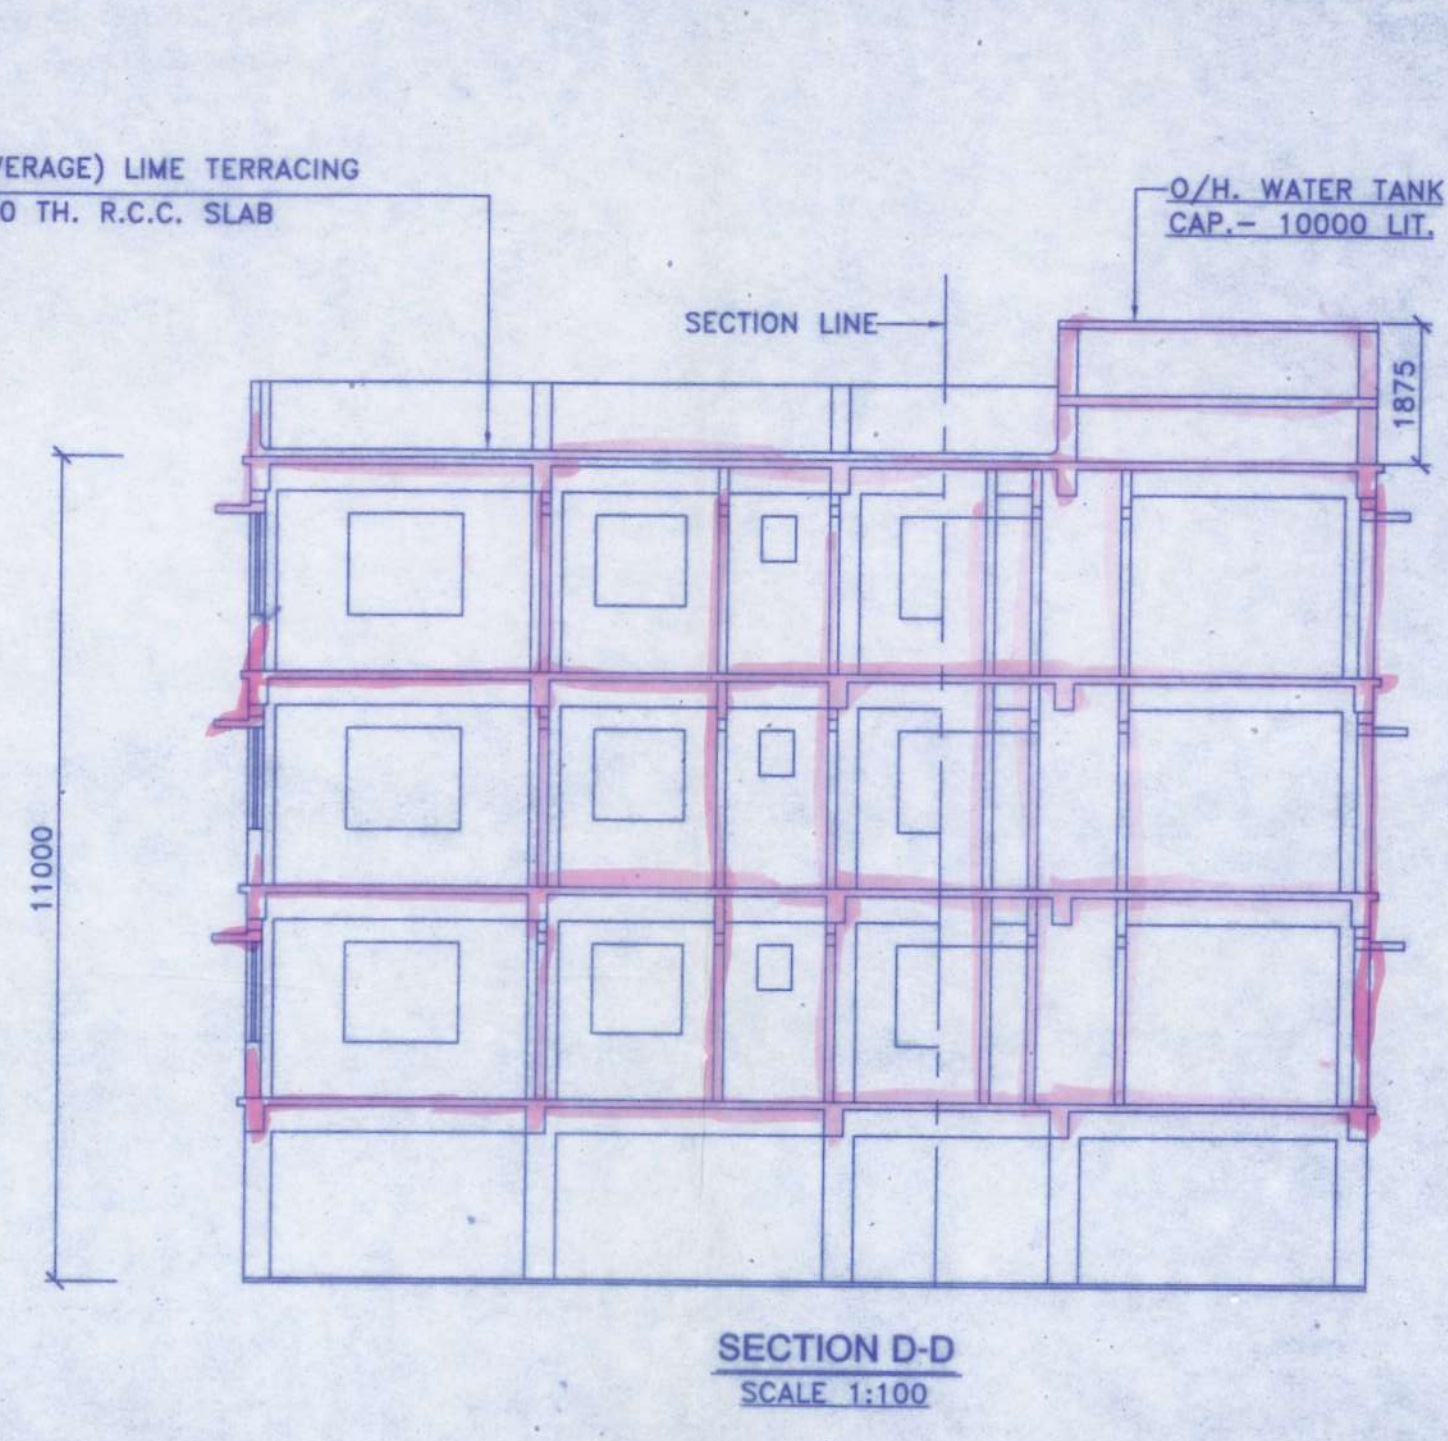 LIME TERRACING
TH. R.C.C. SLAB
O/H. WATER TANK
CAP.- 10000 LIT.
SECTION LINE
1875
11000
SECTION D-D
SCALE 1:100